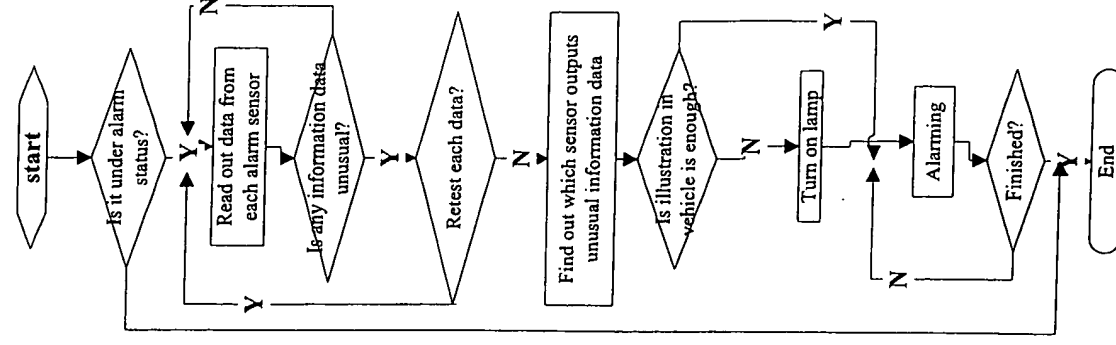 start
Is it under alarm
status?
N
Y
Y
Read out data from
each alarm sensor
Is any information data
unusual?
Y
Retest each data?
Y
N
Find out which sensor outputs
unusual information data
Is illustration in
vehicle is enough?
Y
N
Turn on lamp
Alarming
Finished?
N
Y
End